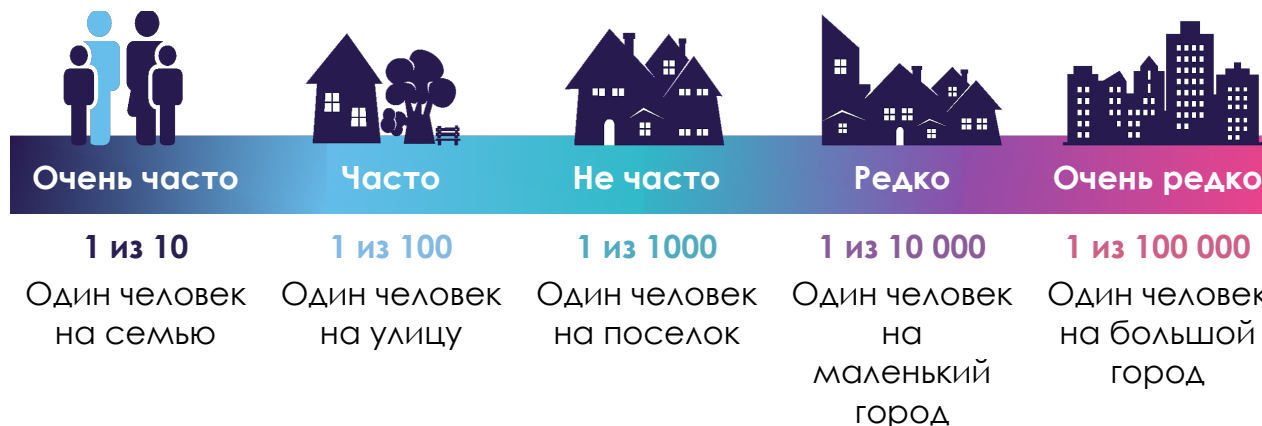 Очень часто
Часто
Не часто
Редко
Очень редко
1 из 10
1 из 100
1 из 1000
1 из 10 000
1 из 100 000
Один человек
на семью
Один человек
на улицу
Один человек
на поселок
Один человек
на
маленький
город
Один человек
на большой
город